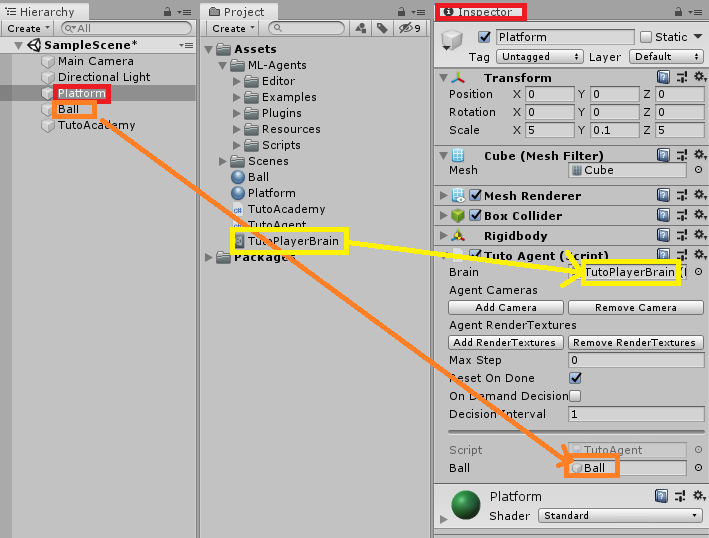 Hierarchy
Create
All
SampleScene*
Main Camera
Directional Light
Platform
Ball
TutoAcademy
Project
Create
9
Assets
ML-Agents
Editor
Examples
Plugins
Resources
Scripts
Scenes
Ball
Platform
TutoAcademy
TutoAgent
TutoPlayerBrain
Packages
Inspector
Platform Static
Tag Untagged Layer Default
Transform
Position X 0 Y 0 Z 0
Rotation X 0 Y 0 Z 0
Scale X 5 Y 0.1 Z 5
Cube (Mesh Filter)
Mesh Cube
Mesh Renderer
Box Collider
Rigidbody
Tuto Agent (Script)
Brain TutoPlayerBrain
Agent Cameras
Add Camera Remove Camera
Agent RenderTextures
Add RenderTextures Remove RenderTextures
Max Step 0
Reset On Done
On Demand Decision
Decision Interval 1
Script TutoAgent
Ball Ball
Platform
Shader Standard